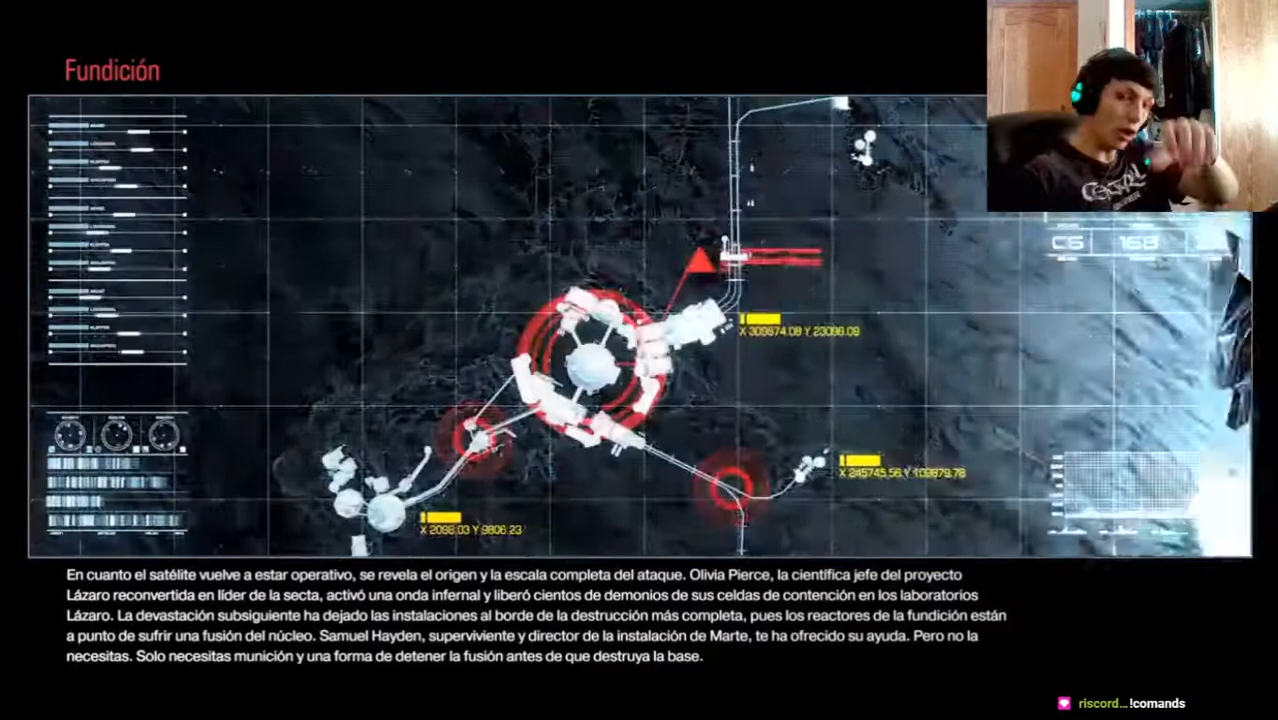 Fundición
C5 168
X 309674.08 Y 23096.09
X 245745.56 Y 109879.78
X 2098.03 Y 9806.23
En cuanto el satélite vuelve a estar operativo, se revela el origen y la escala completa del ataque. Olivia Pierce, la científica jefe del proyecto
Lázaro reconvertida en líder de la secta, activó una onda infernal y liberó cientos de demonios de sus celdas de contención en los laboratorios
Lázaro. La devastación subsiguiente ha dejado las instalaciones al borde de la destrucción más completa, pues los reactores de la fundición están
a punto de sufrir una fusión del núcleo. Samuel Hayden, superviviente y director de la instalación de Marte, te ha ofrecido su ayuda. Pero no la
necesitas. Solo necesitas munición y una forma de detener la fusión antes de que destruya la base.
riscord... !comands